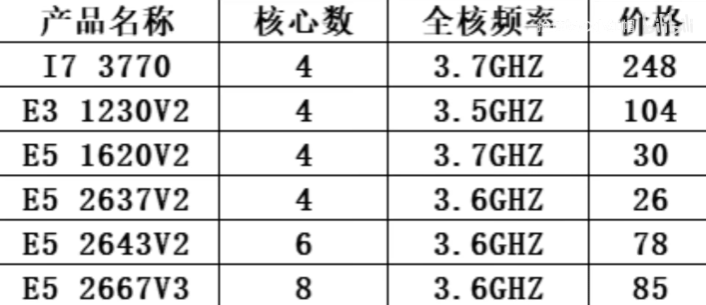 产品名称 核心数 全核频率 价格
I7 3770 4 3.7GHZ 248
E3 1230V2 4 3.5GHZ 104
E5 1620V2 4 3.7GHZ 30
E5 2637V2 4 3.6GHZ 26
E5 2643V2 6 3.6GHZ 78
E5 2667V3 8 3.6GHZ 85